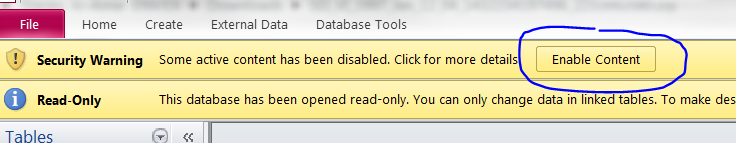 File Home Create External Data Database Tools
Security Warning Some active content has been disabled. Click for more details Enable Content
Read-Only This database has been opened read-only. You can only change data in linked tables. To make des
Tables